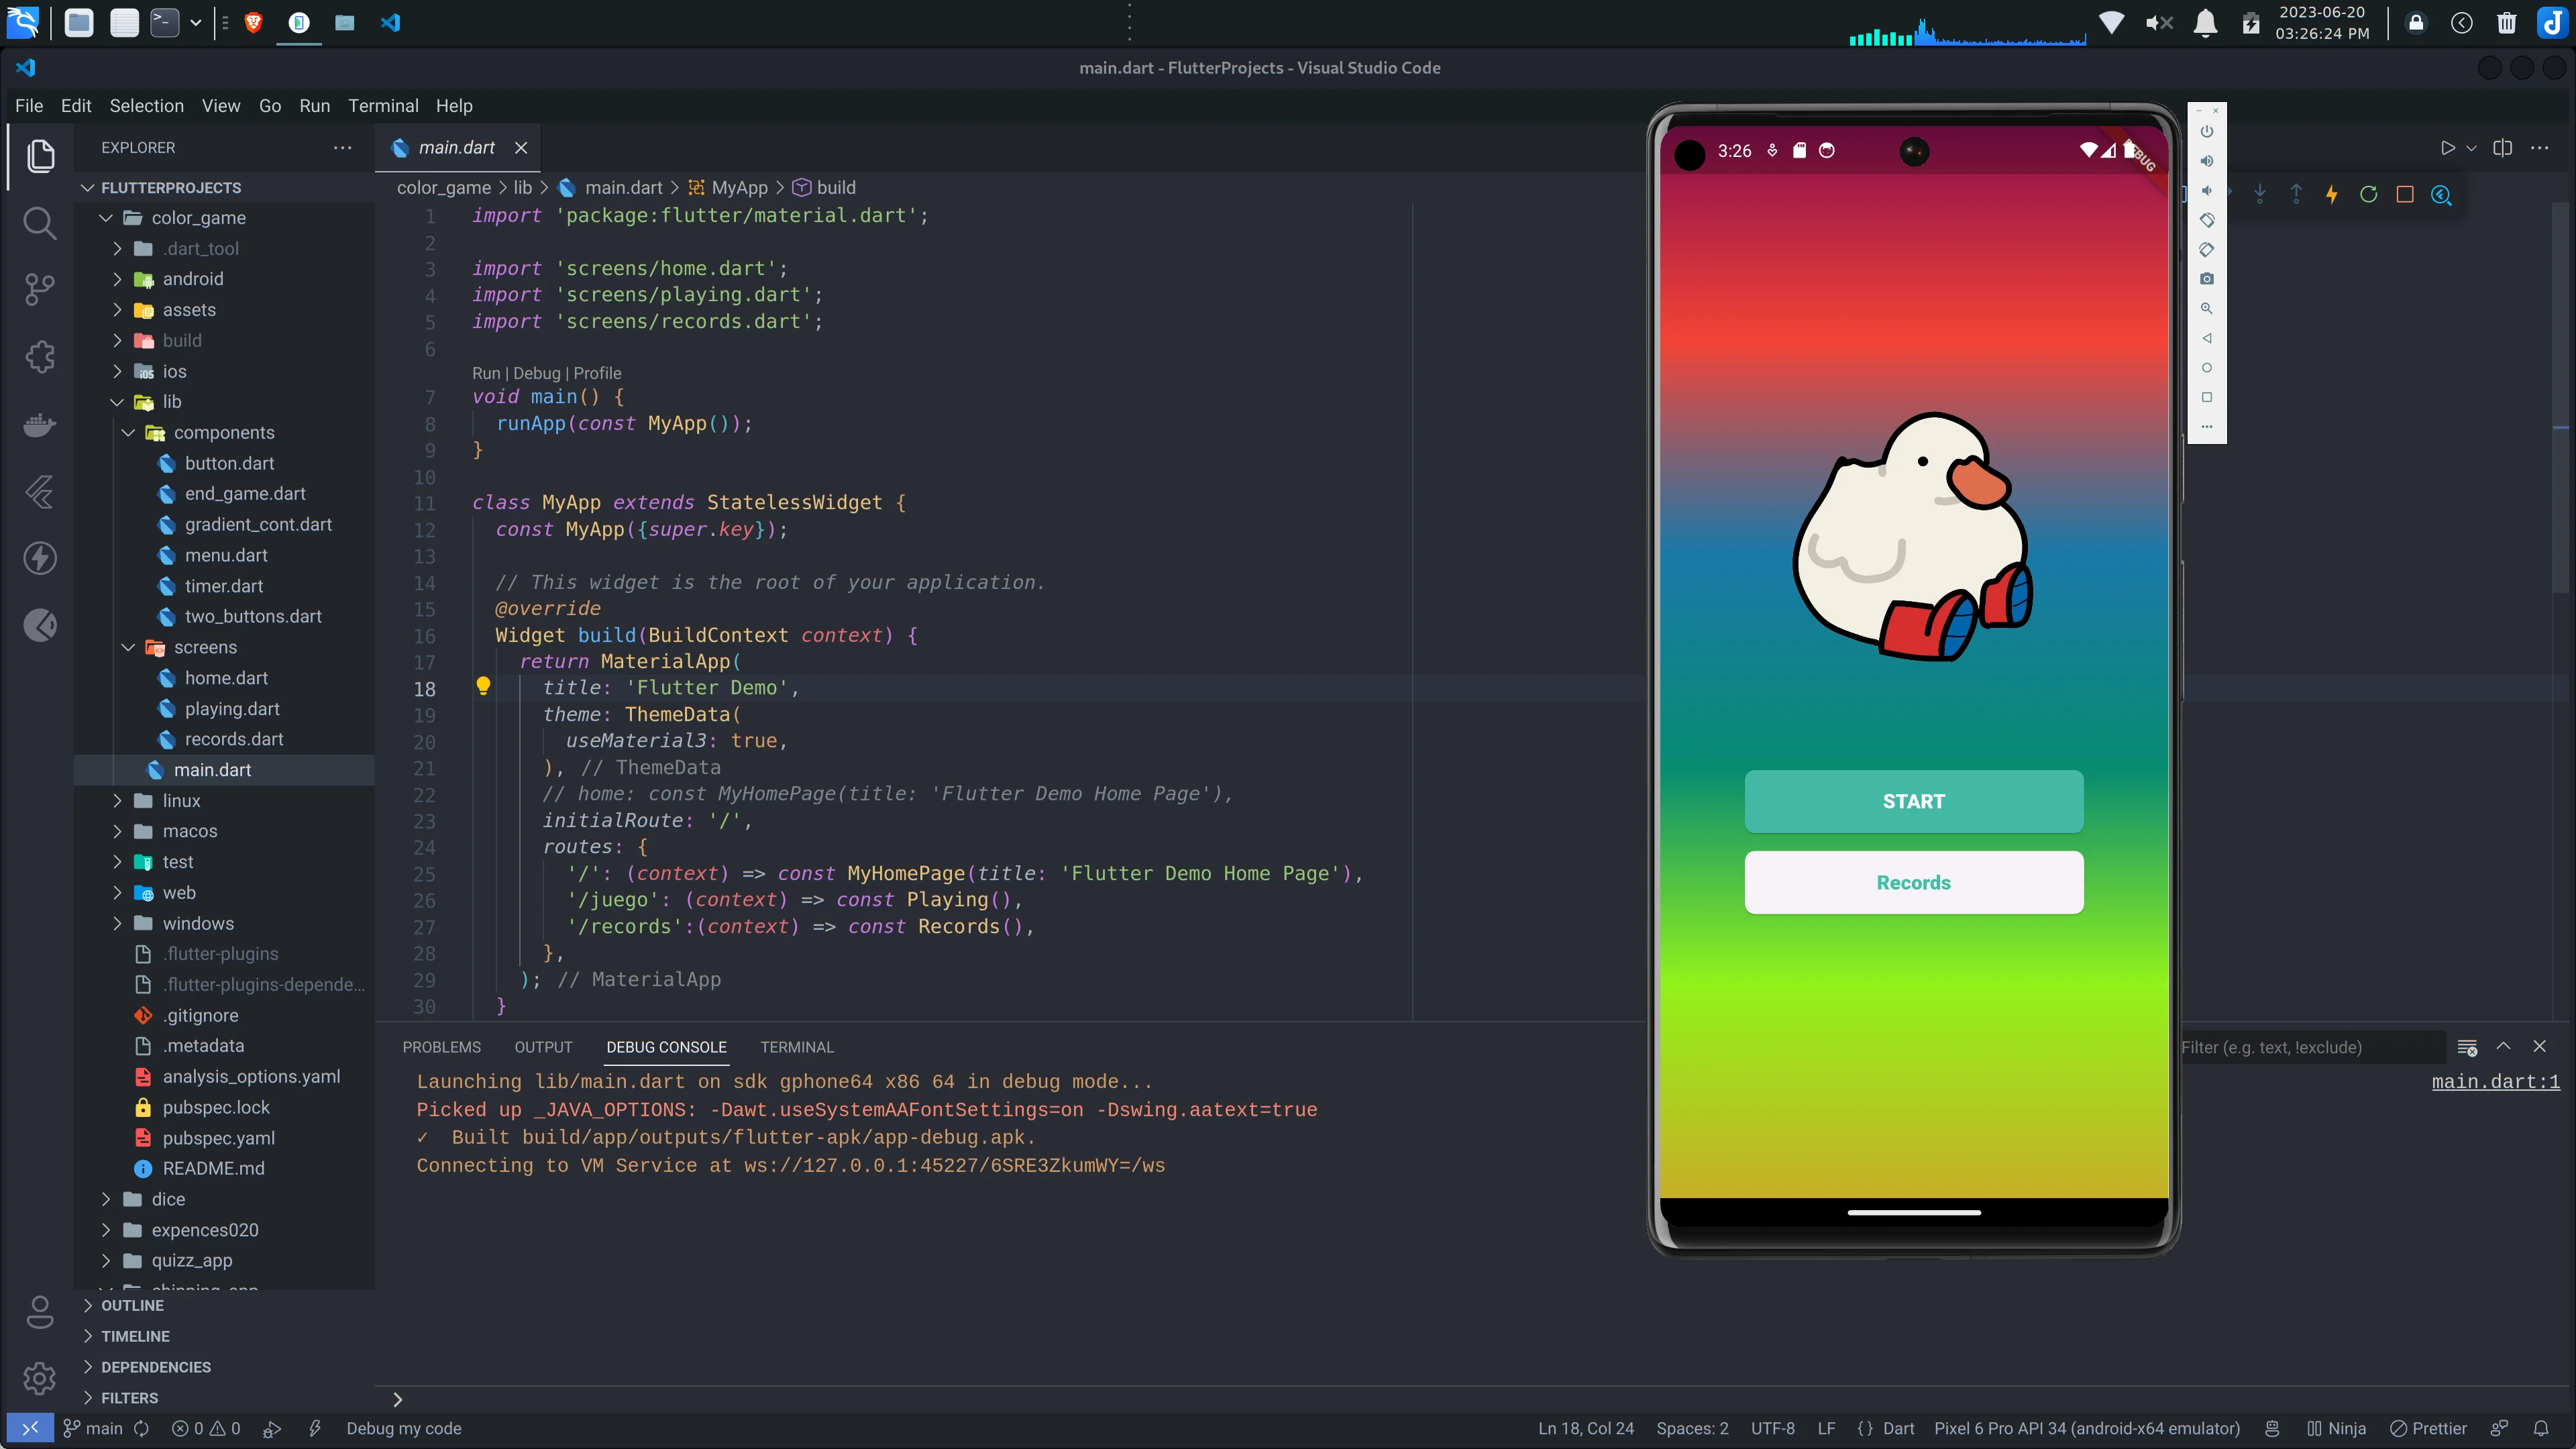 2023-06-20
03:26:24 PM
main.dart - FlutterProjects - Visual Studio Code
File Edit Selection View Go Run Terminal Help
EXPLORER
FLUTTERPROJECTS
color_game
.dart_tool
android
assets
build
ios
lib
components
button.dart
end_game.dart
gradient_cont.dart
menu.dart
timer.dart
two_buttons.dart
screens
home.dart
playing.dart
records.dart
main.dart
linux
macos
test
web
windows
.flutter-plugins
.flutter-plugins-depende...
.gitignore
.metadata
analysis_options.yaml
pubspec.lock
pubspec.yaml
README.md
dice
expences020
quizz_app
OUTLINE
TIMELINE
DEPENDENCIES
FILTERS
main.dart
color_game > lib > main.dart > MyApp > build
1 import 'package:flutter/material.dart';
2
3 import 'screens/home.dart';
4 import 'screens/playing.dart';
5 import 'screens/records.dart';
6
Run | Debug | Profile
7 void main() {
8 runApp(const MyApp());
9 }
10
11 class MyApp extends StatelessWidget {
12 const MyApp({super.key});
13
14 // This widget is the root of your application.
15 @override
16 Widget build(BuildContext context) {
17 return MaterialApp(
18 title: 'Flutter Demo',
19 theme: ThemeData(
20 useMaterial3: true,
21 ), // ThemeData
22 // home: const MyHomePage(title: 'Flutter Demo Home Page'),
23 initialRoute: '/',
24 routes: {
25 '/': (context) => const MyHomePage(title: 'Flutter Demo Home Page'),
26 '/juego': (context) => const Playing(),
27 '/records':(context) => const Records(),
28 },
29 ); // MaterialApp
30 }
3:26
DEBUG
START
Records
PROBLEMS OUTPUT DEBUG CONSOLE TERMINAL
Filter (e.g. text, !exclude)
Launching lib/main.dart on sdk gphone64 x86 64 in debug mode...
main.dart:1
Picked up _JAVA_OPTIONS: -Dawt.useSystemAAFontSettings=on -Dswing.aatext=true
✓ Built build/app/outputs/flutter-apk/app-debug.apk.
Connecting to VM Service at ws://127.0.0.1:45227/6SRE3ZkumWY=/ws
main 0 0 Debug my code Ln 18, Col 24 Spaces: 2 UTF-8 LF {} Dart Pixel 6 Pro API 34 (android-x64 emulator) Ninja Prettier